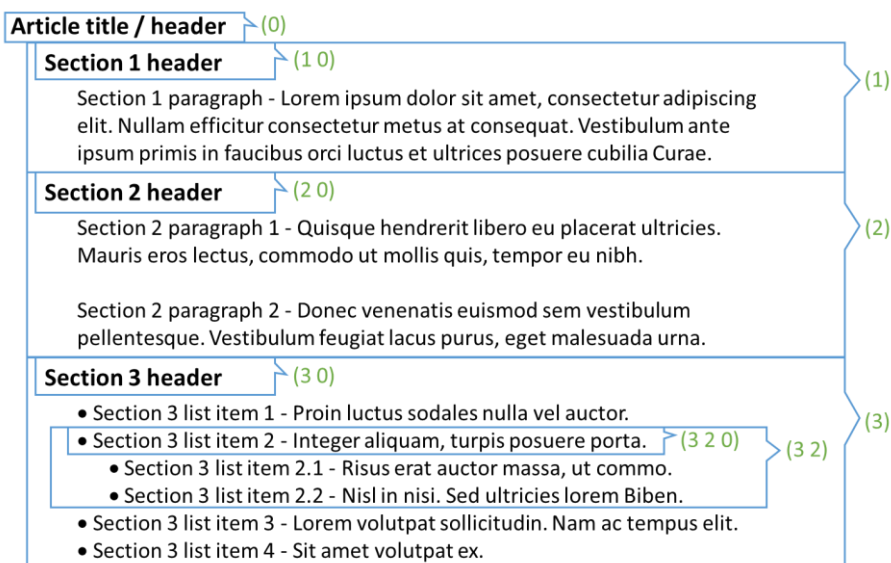 Article title / header (0)
Section 1 header (1 0)
(1)
Section 1 paragraph - Lorem ipsum dolor sit amet, consectetur adipiscing
elit. Nullam efficitur consectetur metus at consequat. Vestibulum ante
ipsum primis in faucibus orci luctus et ultrices posuere cubilia Curae.
Section 2 header (2 0)
Section 2 paragraph 1 - Quisque hendrerit libero eu placerat ultricies.
(2)
Mauris eros lectus, commodo ut mollis quis, tempor eu nibh.
Section 2 paragraph 2 - Donec venenatis euismod sem vestibulum
pellentesque. Vestibulum feugiat lacus purus, eget malesuada urna.
Section 3 header (3 0)
• Section 3 list item 1 - Proin luctus sodales nulla vel auctor.
(3)
• Section 3 list item 2 - Integer aliquam, turpis posuere porta. (3 2 0)
(3 2)
• Section 3 list item 2.1 - Risus erat auctor massa, ut commo.
• Section 3 list item 2.2 - Nisl in nisi. Sed ultricies lorem Biben.
• Section 3 list item 3 - Lorem volutpat sollicitudin. Nam ac tempus elit.
• Section 3 list item 4 - Sit amet volutpat ex.